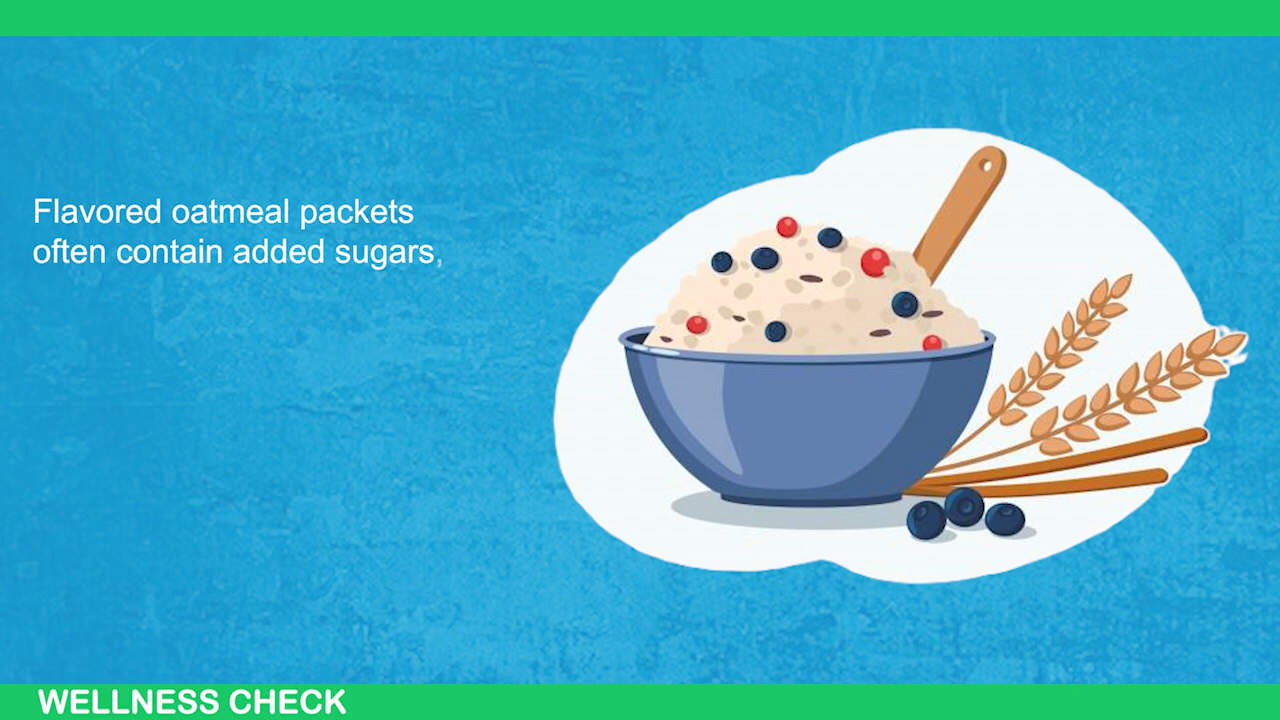 Flavored oatmeal packets
often contain added sugars,
WELLNESS CHECK